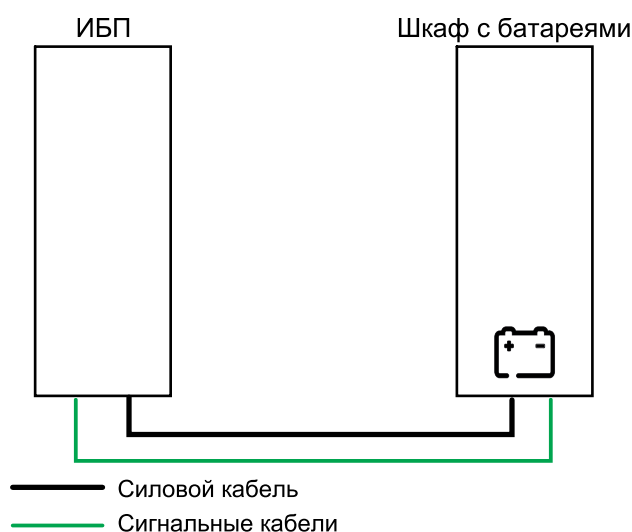 ИБП
Шкаф с батареями
Силовой кабель
Сигнальные кабели